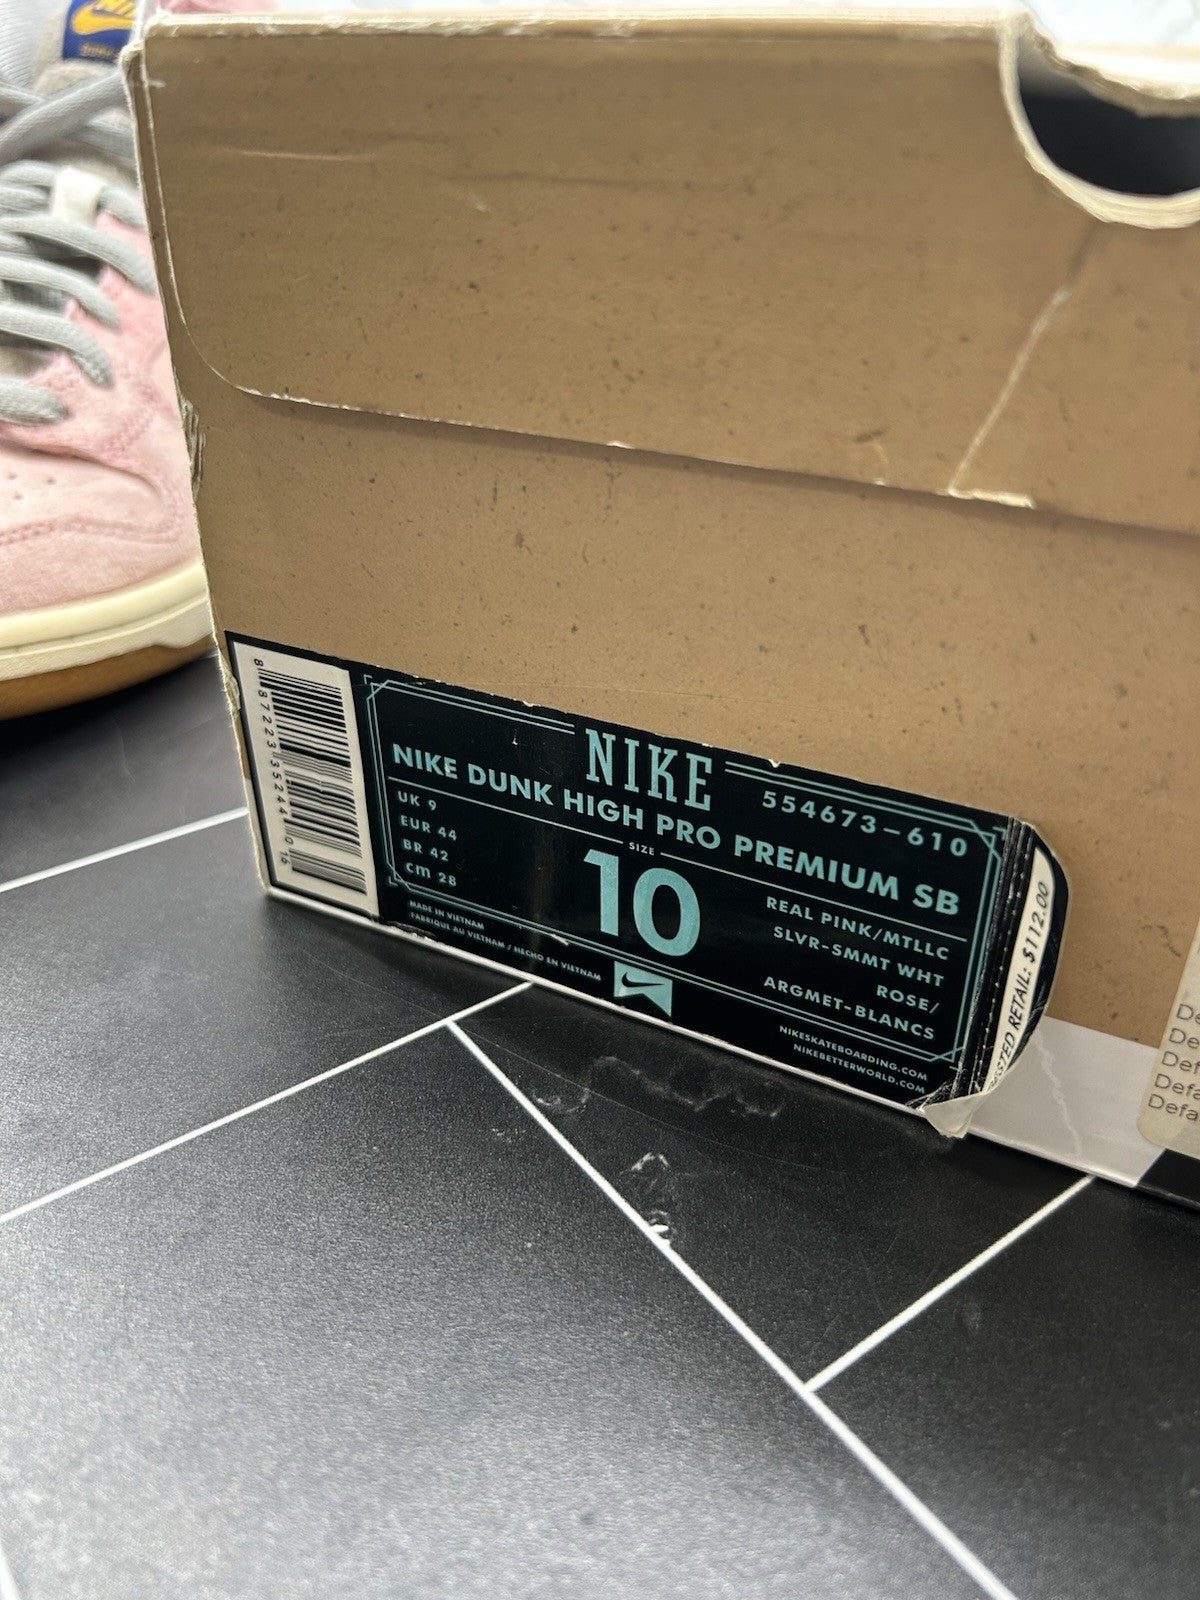 NIKE
554673-610
NIKE DUNK HIGH PRO PREMIUM SB
UK 9
EUR 44
BR 42
CM 28
SIZE
10
REAL PINK/MTLLC
SLVR-SMMT WHT
ROSE/
ARGMET-BLANCS
MADE IN VIETNAM
FABRIQUE AU VIETNAM / HECHO EN VIETNAM
NIKESKATEBOARDING.COM
NIKEBETTERWORLD.COM
RETAIL: $112.00